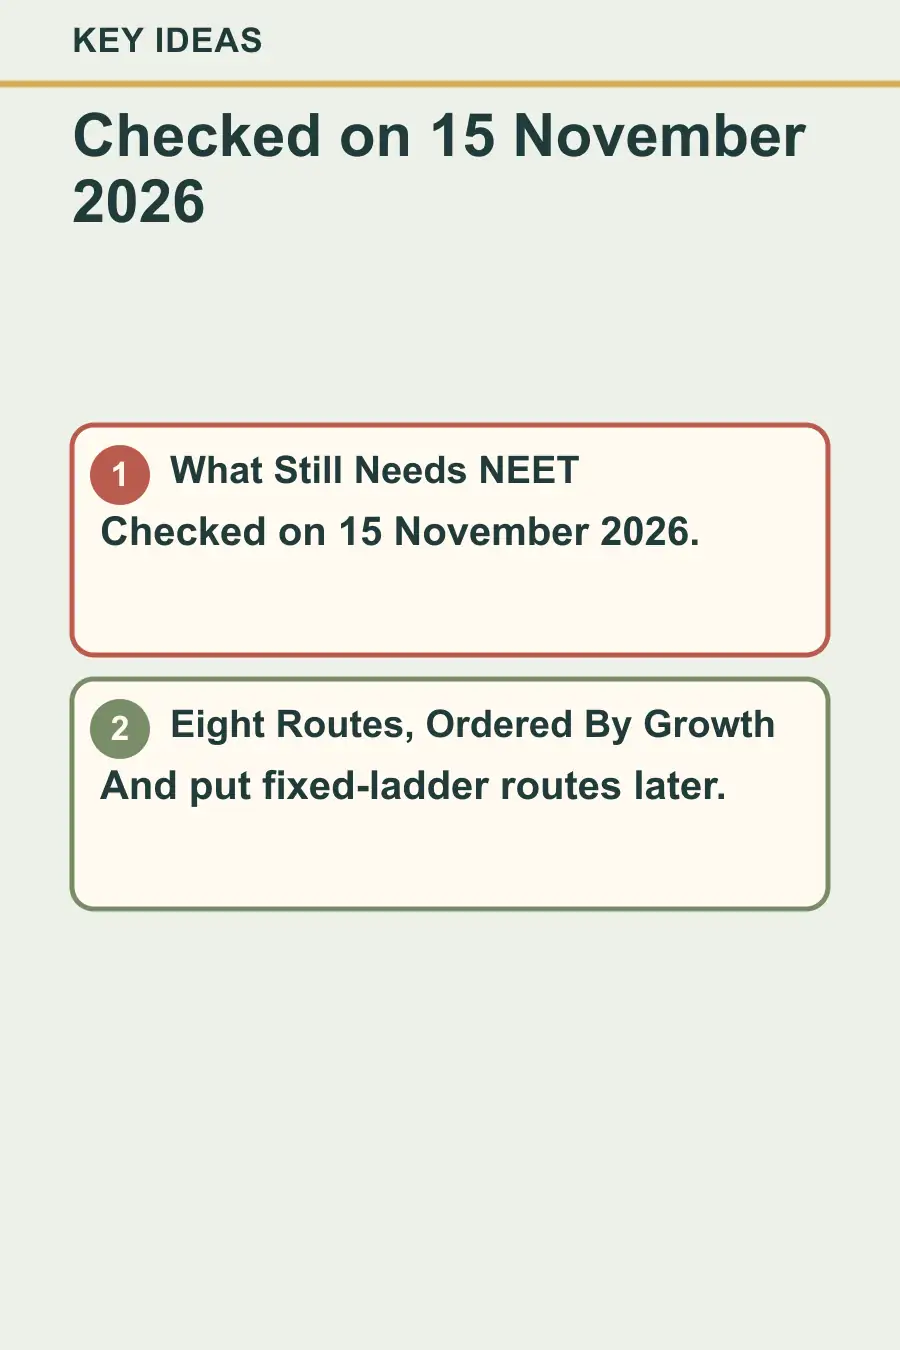 KEY IDEAS
Checked on 15 November
2026
1 What Still Needs NEET
Checked on 15 November 2026.
2 Eight Routes, Ordered By Growth
And put fixed-ladder routes later.